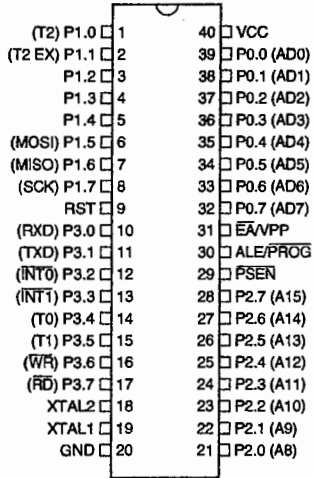 (T2) P1.0 1 40 VCC
(T2 EX) P1.1 2 39 P0.0 (AD0)
P1.2 3 38 P0.1 (AD1)
P1.3 4 37 P0.2 (AD2)
P1.4 5 36 P0.3 (AD3)
(MOSI) P1.5 6 35 P0.4 (AD4)
(MISO) P1.6 7 34 P0.5 (AD5)
(SCK) P1.7 8 33 P0.6 (AD6)
RST 9 32 P0.7 (AD7)
(RXD) P3.0 10 31 E̅A̅/VPP
(TXD) P3.1 11 30 ALE/P̅R̅O̅G̅
(I̅N̅T̅0̅) P3.2 12 29 P̅S̅E̅N̅
(I̅N̅T̅1̅) P3.3 13 28 P2.7 (A15)
(T0) P3.4 14 27 P2.6 (A14)
(T1) P3.5 15 26 P2.5 (A13)
(W̅R̅) P3.6 16 25 P2.4 (A12)
(R̅D̅) P3.7 17 24 P2.3 (A11)
XTAL2 18 23 P2.2 (A10)
XTAL1 19 22 P2.1 (A9)
GND 20 21 P2.0 (A8)